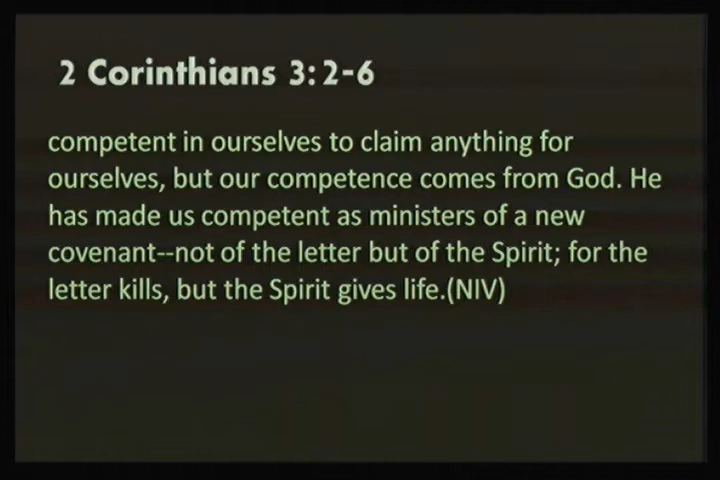 2 Corinthians 3:2-6
competent in ourselves to claim anything for
ourselves, but our competence comes from God. He
has made us competent as ministers of a new
covenant--not of the letter but of the Spirit; for the
letter kills, but the Spirit gives life.(NIV)